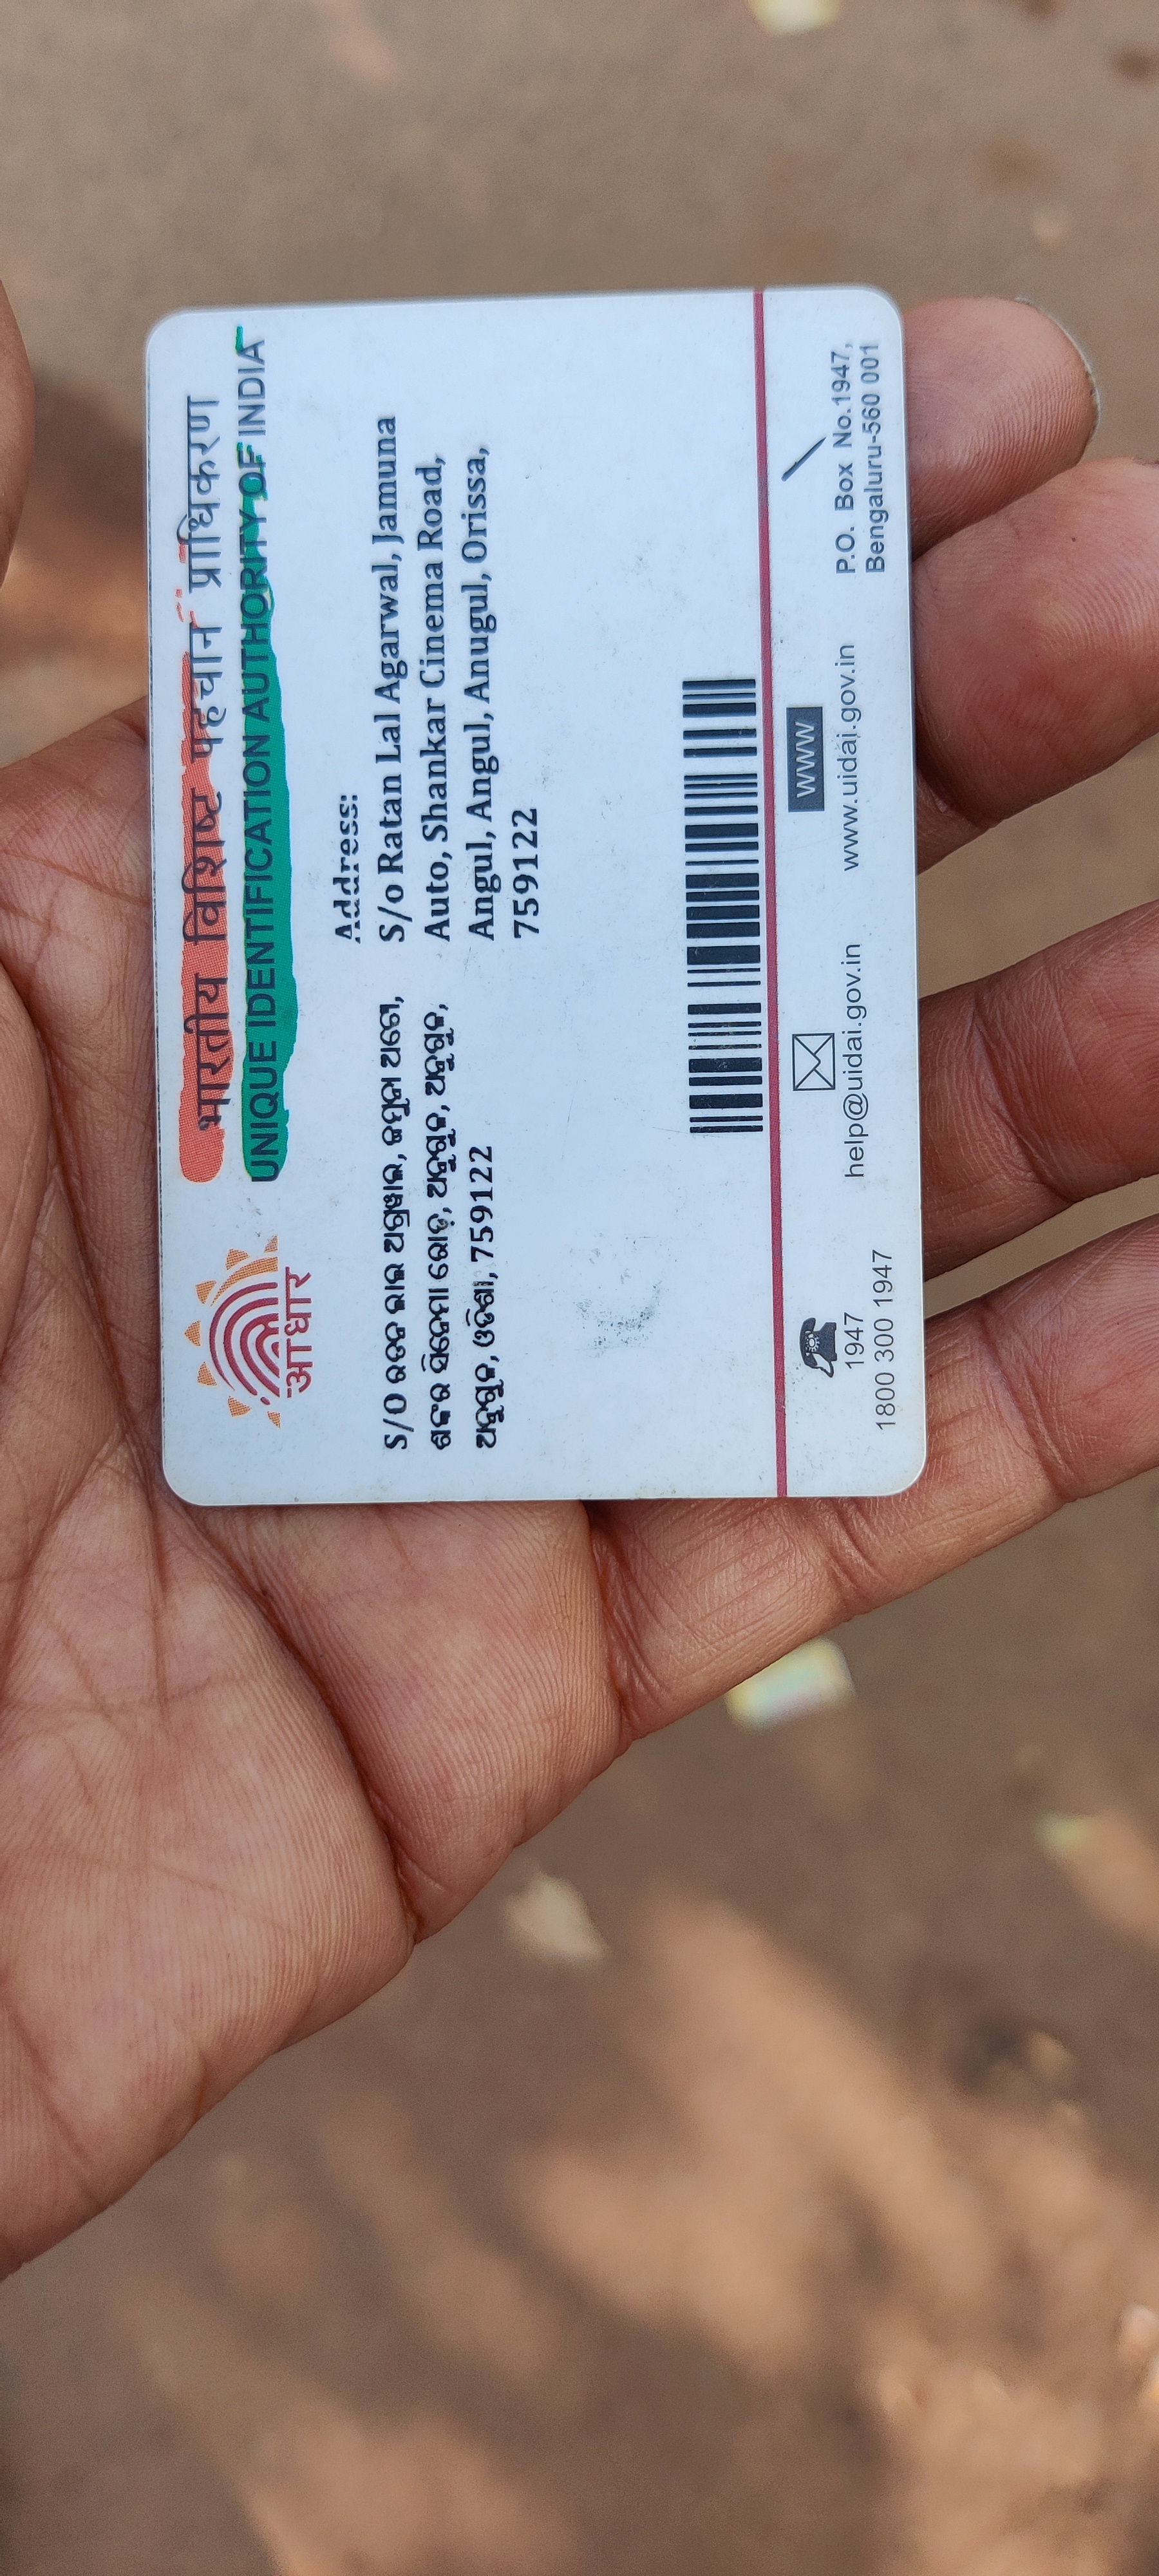 भारतीय विशिष्ट पहचान प्राधिकरण
UNIQUE IDENTIFICATION AUTHORITY OF INDIA
आधार
S/O ରତନ ଲାଲ ଅଗ୍ରୱାଲ, ଜମୁନା ଅଟୋ,
ଶଙ୍କର ସିନେମା ରୋଡ଼, ଅନୁଗୁଳ, ଅନୁଗୁଳ,
ଅନୁଗୁଳ, ଓଡିଶା, 759122
Address:
S/o Ratan Lal Agarwal, Jamuna
Auto, Shankar Cinema Road,
Angul, Angul, Anugul, Orissa,
759122
1947
1800 300 1947
help@uidai.gov.in
WWW
www.uidai.gov.in
P.O. Box No.1947,
Bengaluru-560 001